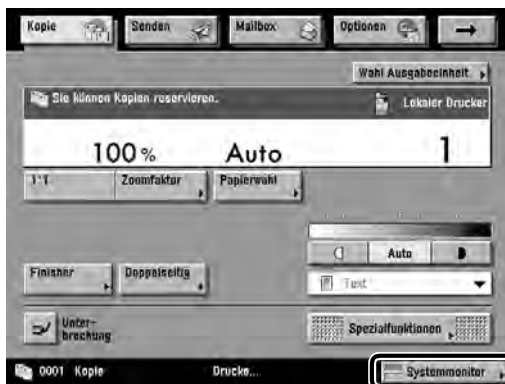 Kopie Senden Mailbox Optionen
Wahl Ausgabeeinheit
Sie können Kopien reservieren. Lokaler Drucker
100 % Auto 1
1:1 Zoomfaktor Papierwahl
Auto
Finisher Doppelseitig
Text
Unter-
brechung
Spezialfunktionen
0001 Kopie Drucke... Systemmonitor